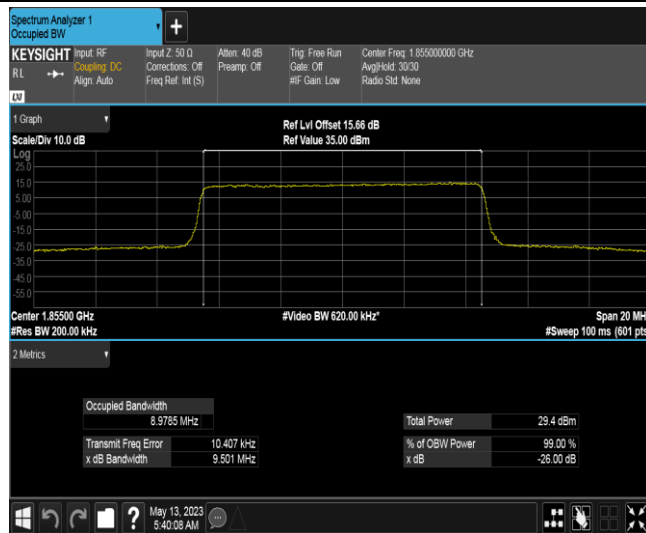 Spectrum Analyzer 1
Occupied BW
+
KEYSIGHT
RL
Input: RF
Coupling: DC
Align: Auto
Input Z: 50 Ω
Corrections: Off
Freq Ref: Int (S)
Atten: 40 dB
Preamp: Off
Trig: Free Run
Gate: Off
#IF Gain: Low
Center Freq: 1.855000000 GHz
Avg|Hold: 30/30
Radio Std: None
LXI
1 Graph
Scale/Div 10.0 dB
Ref Lvl Offset 15.66 dB
Ref Value 35.00 dBm
Log
25.0
15.0
5.00
-5.00
-15.0
-25.0
-35.0
-45.0
-55.0
Center 1.85500 GHz
#Res BW 200.00 kHz
#Video BW 620.00 kHz*
Span 20 MH
#Sweep 100 ms (601 pts
2 Metrics
Occupied Bandwidth
8.9785 MHz
Transmit Freq Error 10.407 kHz
x dB Bandwidth 9.501 MHz
Total Power 29.4 dBm
% of OBW Power 99.00 %
x dB -26.00 dB
?
May 13, 2023
5:40:08 AM